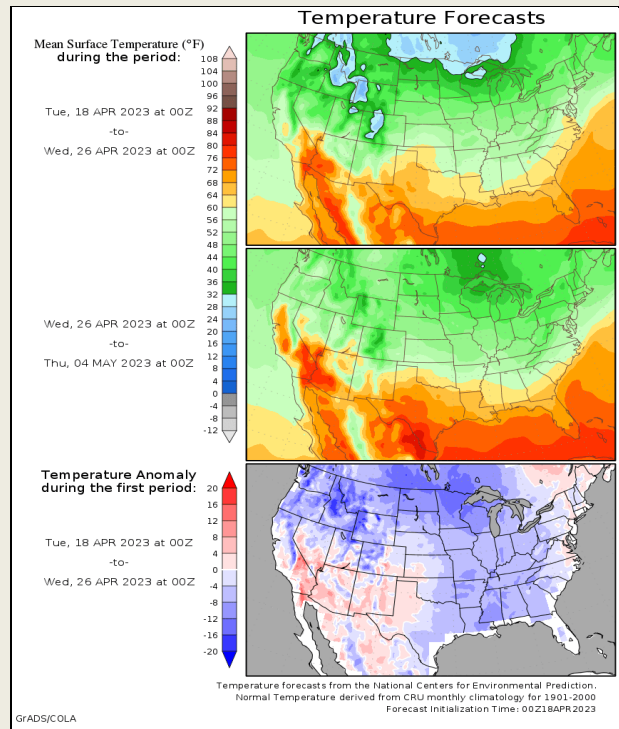 Temperature Forecasts
Mean Surface Temperature (°F)
during the period:
Tue, 18 APR 2023 at 00Z
-to-
Wed, 26 APR 2023 at 00Z
108
104
100
96
92
88
84
80
76
72
68
64
60
56
52
48
44
40
36
32
28
24
20
16
12
8
4
0
-4
-8
-12
Wed, 26 APR 2023 at 00Z
-to-
Thu, 04 MAY 2023 at 00Z
Temperature Anomaly
during the first period:
Tue, 18 APR 2023 at 00Z
-to-
Wed, 26 APR 2023 at 00Z
20
16
12
8
4
0
-4
-8
-12
-16
-20
Temperature forecasts from the National Centers for Environmental Prediction.
Normal Temperature derived from CRU monthly climatology for 1901-2000
Forecast Initialization Time: 00Z18APR2023
GrADS/COLA